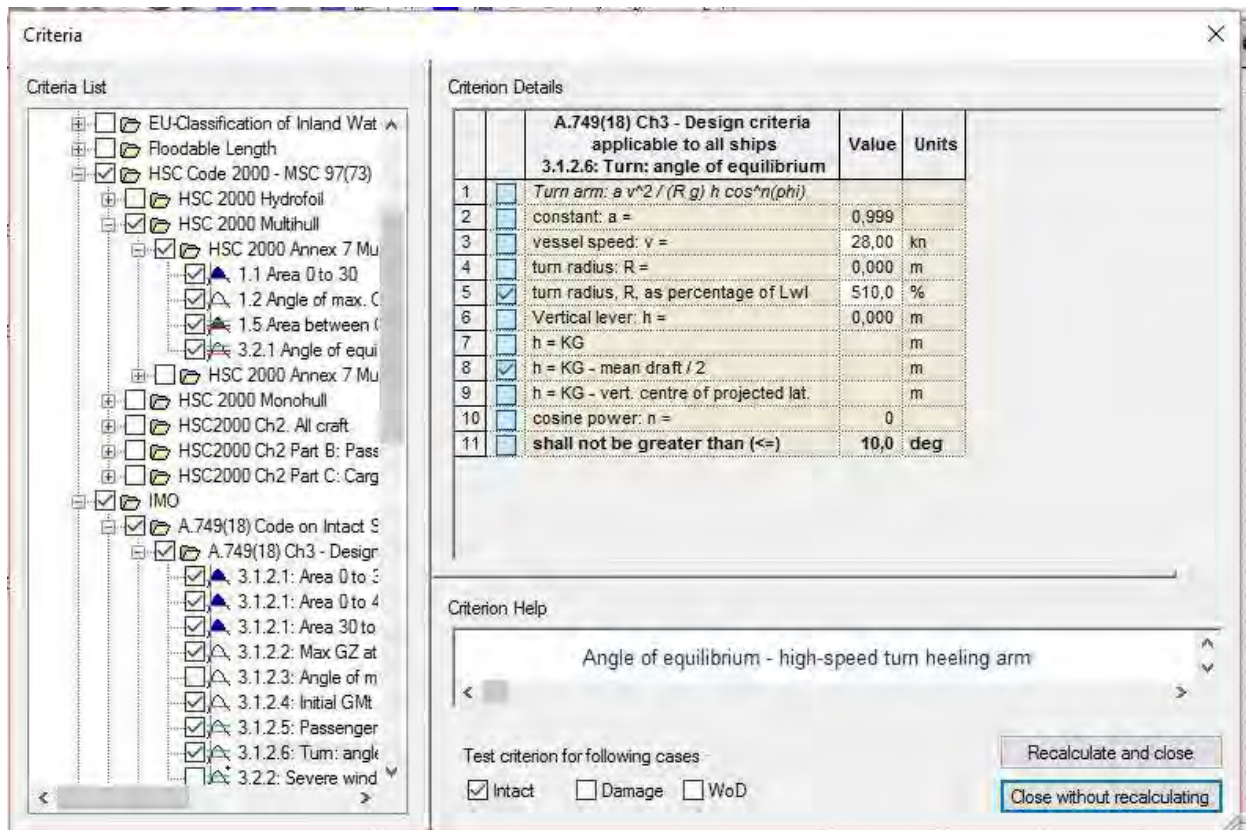 Criteria
Criteria List
EU-Classification of Inland Wat
Floodable Length
HSC Code 2000 - MSC 97(73)
HSC 2000 Hydrofoil
HSC 2000 Multihull
HSC 2000 Annex 7 Mu
1.1 Area 0 to 30
1.2 Angle of max. G
1.5 Area between G
3.2.1 Angle of equi
HSC 2000 Annex 7 Mu
HSC 2000 Monohull
HSC2000 Ch2. All craft
HSC2000 Ch2 Part B: Pass
HSC2000 Ch2 Part C: Carg
IMO
A.749(18) Code on Intact S
A.749(18) Ch3 - Design
3.1.2.1: Area 0 to 3
3.1.2.1: Area 0 to 4
3.1.2.1: Area 30 to
3.1.2.2: Max GZ at
3.1.2.3: Angle of m
3.1.2.4: Initial GMt
3.1.2.5: Passenger
3.1.2.6: Turn: angle
3.2.2: Severe wind
Criterion Details
A.749(18) Ch3 - Design criteria
applicable to all ships
3.1.2.6: Turn: angle of equilibrium Value Units
1 Turn arm: a v^2 / (R g) h cos^n(phi)
2 constant: a = 0,999
3 vessel speed: v = 28,00 kn
4 turn radius: R = 0,000 m
5 turn radius, R, as percentage of Lwl 510,0 %
6 Vertical lever: h = 0,000 m
7 h = KG m
8 h = KG - mean draft / 2 m
9 h = KG - vert. centre of projected lat. m
10 cosine power: n = 0
11 shall not be greater than (<=) 10,0 deg
Criterion Help
Angle of equilibrium - high-speed turn heeling arm
Test criterion for following cases
Intact Damage WoD
Recalculate and close
Close without recalculating